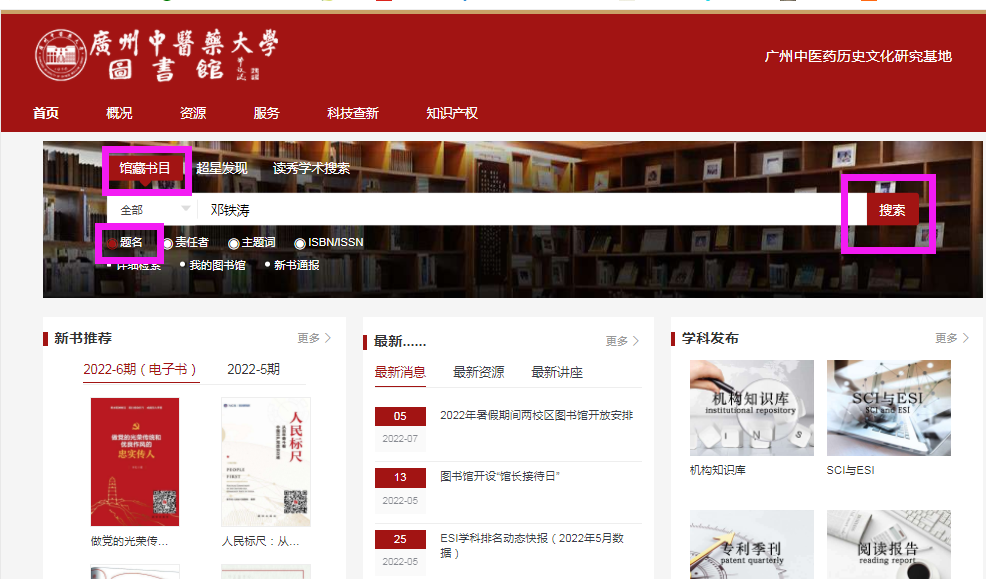 廣州中醫藥大學
圖書館
广州中医药历史文化研究基地
首页 概况 资源 服务 科技查新 知识产权
馆藏书目 超星发现 读秀学术搜索
全部 邓铁涛 搜索
题名 责任者 主题词 ISBN/ISSN
详细检索 我的图书馆 新书通报
新书推荐 更多
2022-6期（电子书） 2022-5期
做党的光荣传统和
优良作风的
忠实传人
人民标尺
PEOPLE
FIRST
做党的光荣传...
人民标尺：从...
最新...... 更多
最新消息 最新资源 最新讲座
05 2022年暑假期间两校区图书馆开放安排
2022-07
13 图书馆开设“馆长接待日”
2022-05
25 ESI学科排名动态快报（2022年5月数
据）
2022-05
学科发布 更多
机构知识库
institutional repository
I N S
机构知识库
SCI与ESI
SCI and ESI
SCI与ESI
专利季刊
patent quarterly
阅读报告
reading report